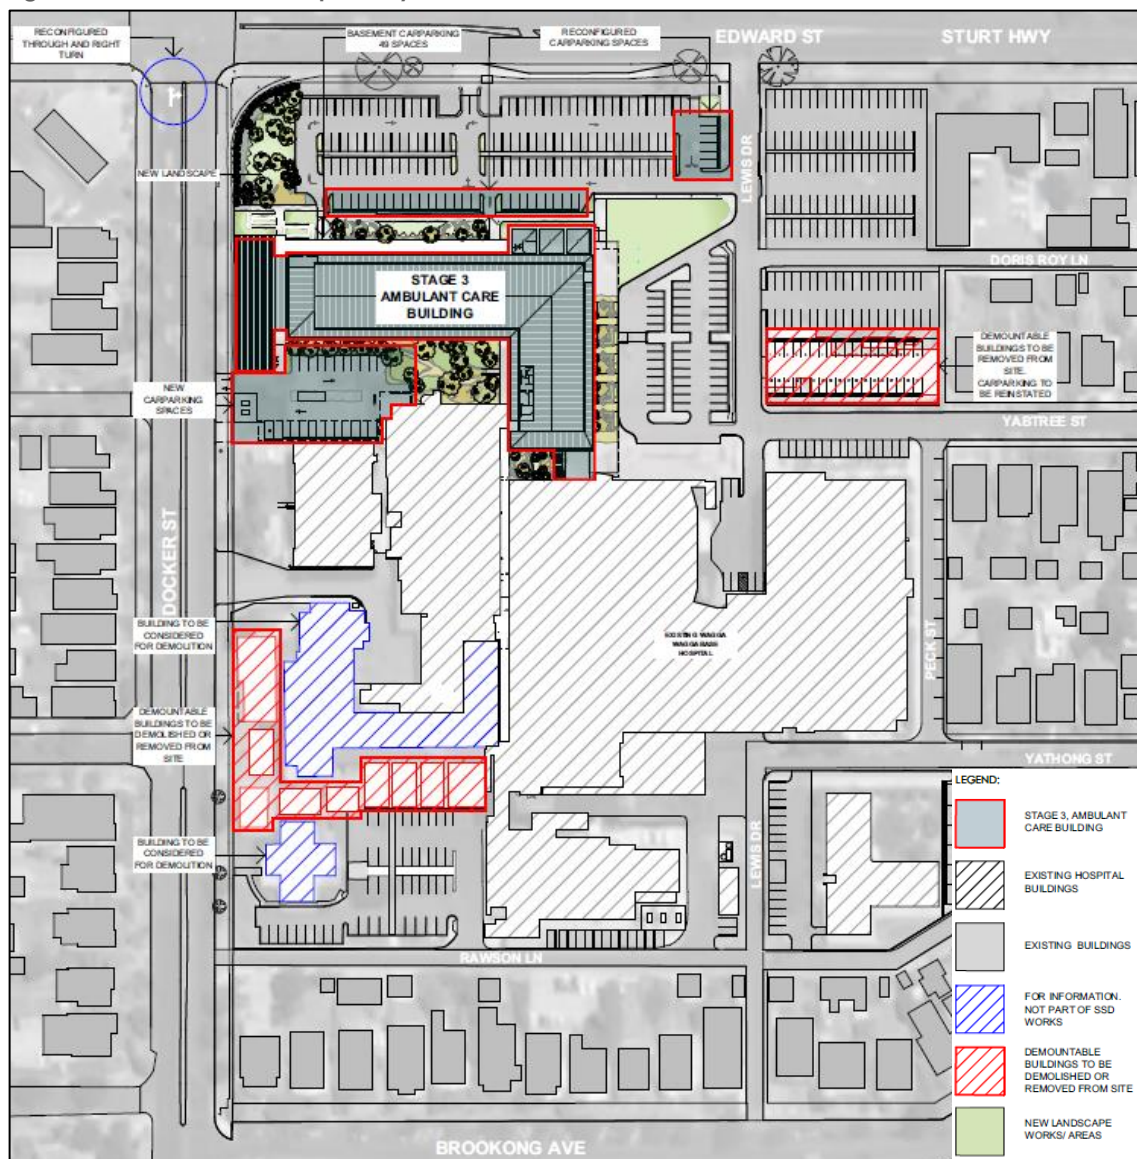 RECONFIGURED
THROUGH AND RIGHT
TURN
BASEMENT CARPARKING
49 SPACES
RECONFIGURED
CARPARKING SPACES
EDWARD ST
STURT HWY
NEW LANDSCAPE
LEWIS DR
DORIS ROY LN
STAGE 3
AMBULANT CARE
BUILDING
DEMOUNTABLE
BUILDINGS TO BE
REMOVED FROM
SITE.
CARPARKING TO
BE REINSTATED
NEW
CARPARKING
SPACES
YABTREE ST
DOCKER ST
BUILDING TO BE
CONSIDERED
FOR DEMOLITION
EXISTING WAGGA
WAGGA BASE
HOSPITAL
PECK ST
DEMOUNTABLE
BUILDINGS TO BE
DEMOLISHED OR
REMOVED FROM
SITE
YATHONG ST
BUILDING TO BE
CONSIDERED
FOR DEMOLITION
LEWIS DR
RAWSON LN
BROOKONG AVE
LEGEND:
STAGE 3, AMBULANT
CARE BUILDING
EXISTING HOSPITAL
BUILDINGS
EXISTING BUILDINGS
FOR INFORMATION.
NOT PART OF SSD
WORKS
DEMOUNTABLE
BUILDINGS TO BE
DEMOLISHED OR
REMOVED FROM SITE
NEW LANDSCAPE
WORKS/ AREAS